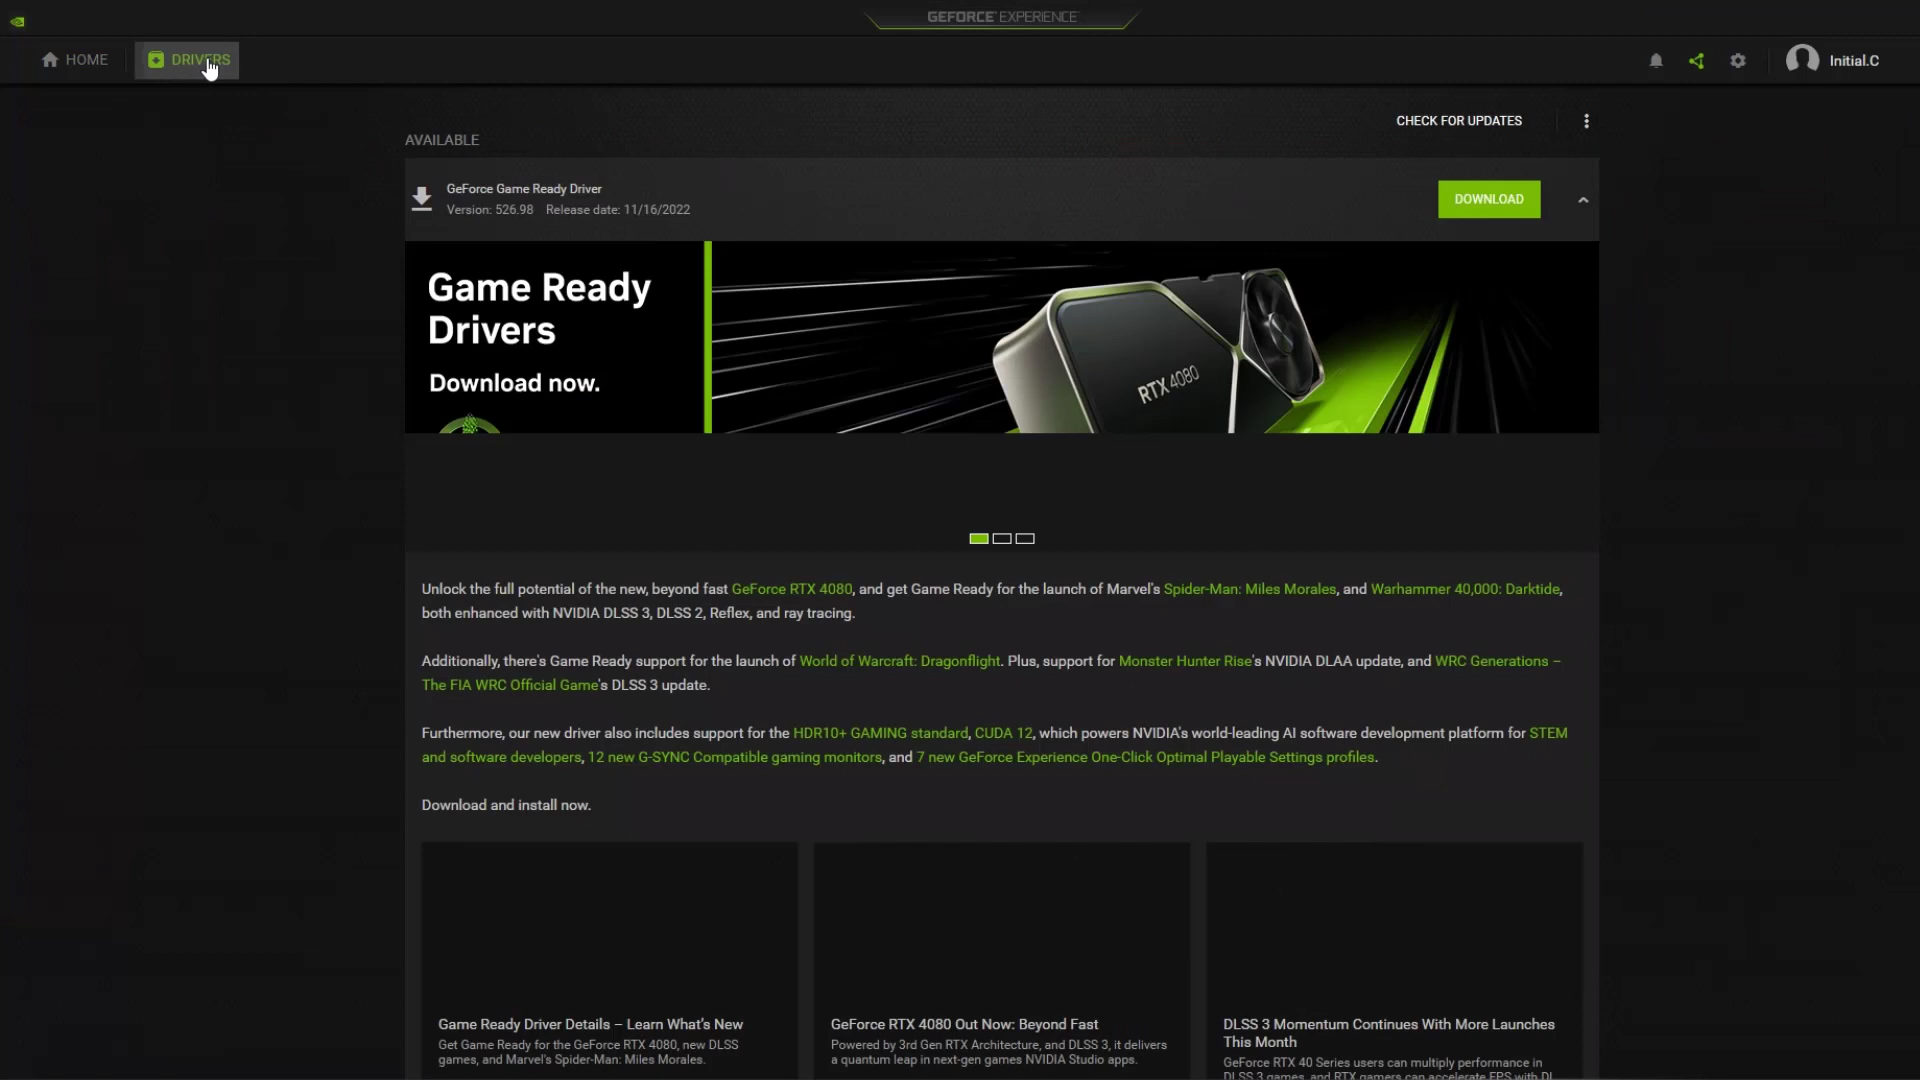 GEFORCE EXPERIENCE
HOME
DRIVERS
Initial.C
CHECK FOR UPDATES
AVAILABLE
GeForce Game Ready Driver
Version: 526.98 Release date: 11/16/2022
DOWNLOAD
Game Ready
Drivers
Download now.
RTX 4080
Unlock the full potential of the new, beyond fast GeForce RTX 4080, and get Game Ready for the launch of Marvel's Spider-Man: Miles Morales, and Warhammer 40,000: Darktide,
both enhanced with NVIDIA DLSS 3, DLSS 2, Reflex, and ray tracing.
Additionally, there's Game Ready support for the launch of World of Warcraft: Dragonflight. Plus, support for Monster Hunter Rise's NVIDIA DLAA update, and WRC Generations –
The FIA WRC Official Game's DLSS 3 update.
Furthermore, our new driver also includes support for the HDR10+ GAMING standard, CUDA 12, which powers NVIDIA's world-leading AI software development platform for STEM
and software developers, 12 new G-SYNC Compatible gaming monitors, and 7 new GeForce Experience One-Click Optimal Playable Settings profiles.
Download and install now.
Game Ready Driver Details – Learn What's New
Get Game Ready for the GeForce RTX 4080, new DLSS
games, and Marvel's Spider-Man: Miles Morales.
GeForce RTX 4080 Out Now: Beyond Fast
Powered by 3rd Gen RTX Architecture, and DLSS 3, it delivers
a quantum leap in next-gen games NVIDIA Studio apps.
DLSS 3 Momentum Continues With More Launches
This Month
GeForce RTX 40 Series users can multiply performance in
DLSS 3 games, and RTX gamers can accelerate FPS with DL